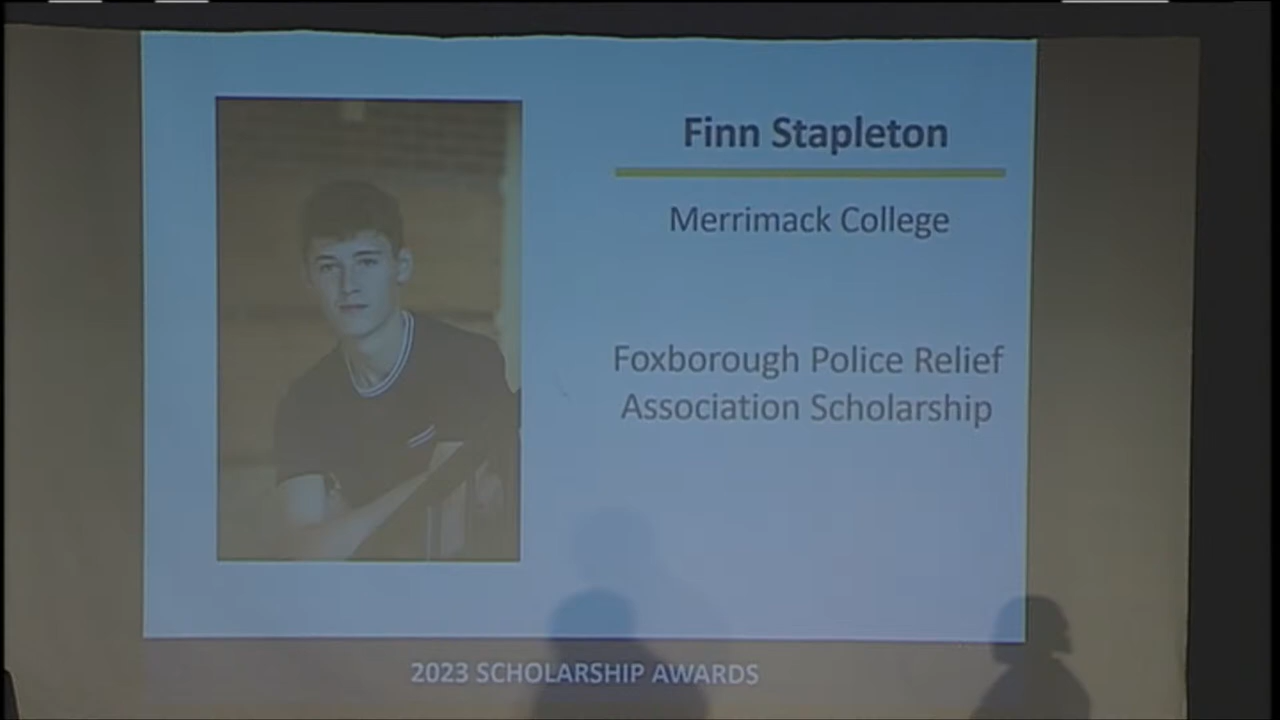 Finn Stapleton
Merrimack College
Foxborough Police Relief
Association Scholarship
2023 SCHOLARSHIP AWARDS